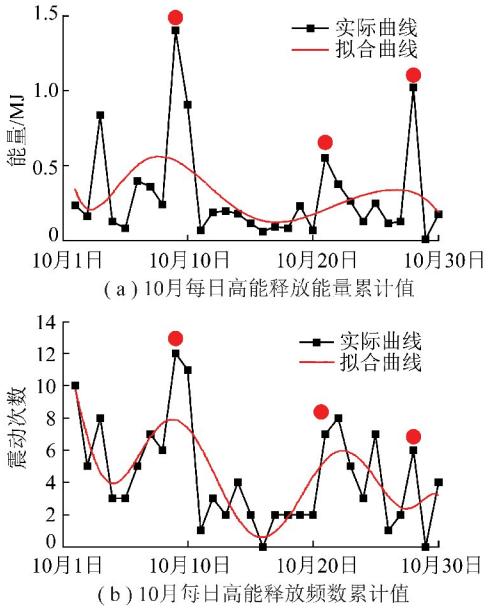 1.5
1.0
0.5
0
能量/MJ
实际曲线
拟合曲线
10月1日 10月10日 10月20日 10月30日
(a)10月每日高能释放能量累计值
14
12
10
8
6
4
2
0
震动次数
实际曲线
拟合曲线
10月1日 10月10日 10月20日 10月30日
(b)10月每日高能释放频数累计值